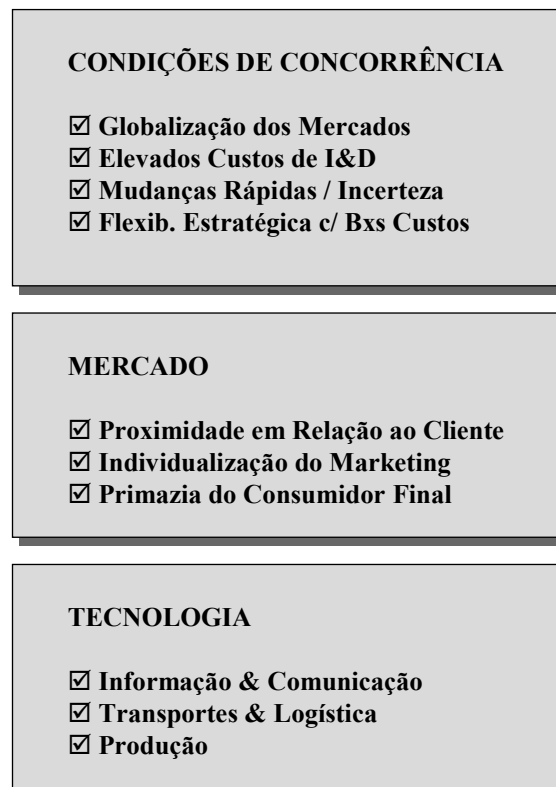 CONDIÇÕES DE CONCORRÊNCIA
☑ Globalização dos Mercados
☑ Elevados Custos de I&D
☑ Mudanças Rápidas / Incerteza
☑ Flexib. Estratégica c/ Bxs Custos
MERCADO
☑ Proximidade em Relação ao Cliente
☑ Individualização do Marketing
☑ Primazia do Consumidor Final
TECNOLOGIA
☑ Informação & Comunicação
☑ Transportes & Logística
☑ Produção